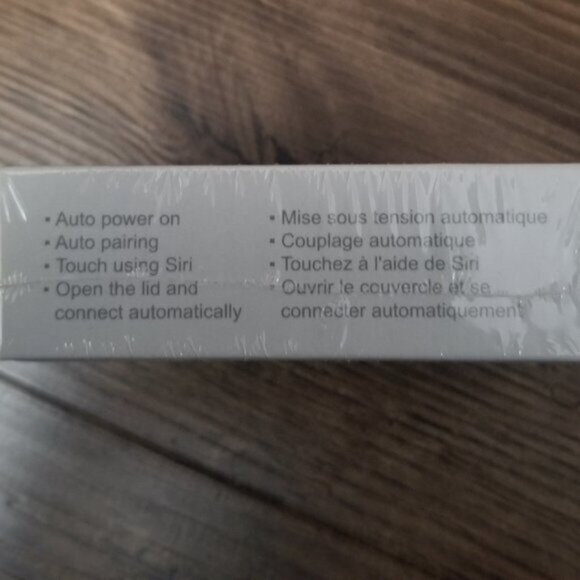 ▪ Auto power on
▪ Auto pairing
▪ Touch using Siri
▪ Open the lid and
connect automatically
▪ Mise sous tension automatique
▪ Couplage automatique
▪ Touchez à l'aide de Siri
▪ Ouvrir le couvercle et se
connecter automatiquement